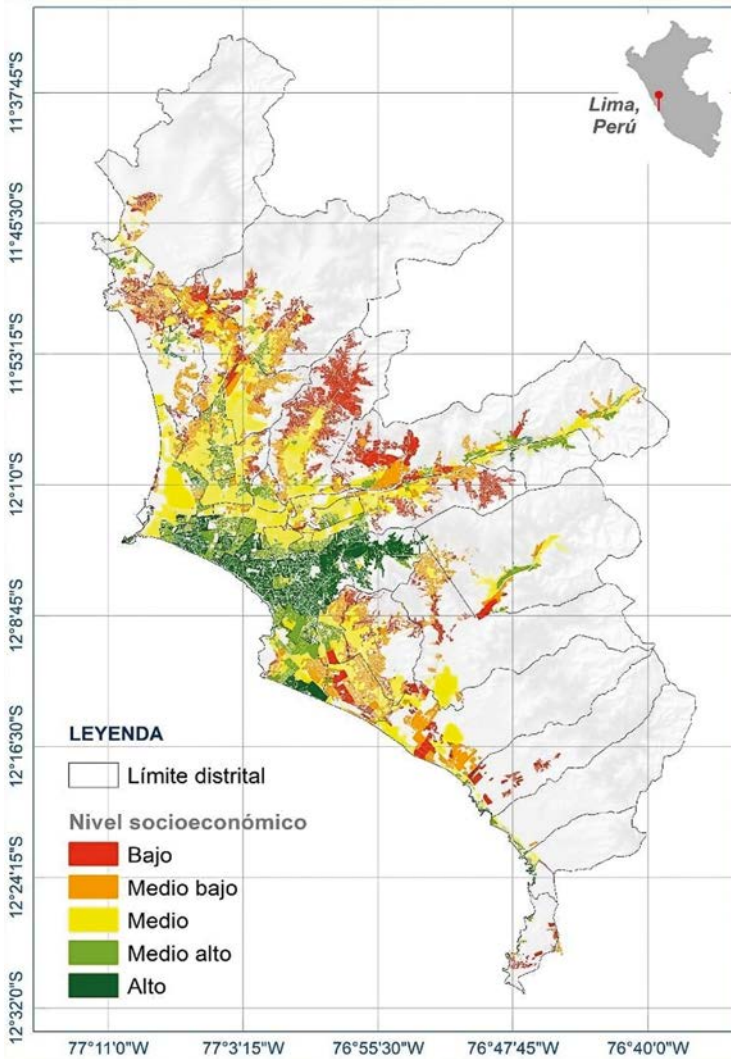 Lima,
Perú
11°37'45"S
11°45'30"S
11°53'15"S
12°1'0"S
12°8'45"S
12°16'30"S
12°24'15"S
12°32'0"S
LEYENDA
Límite distrital
Nivel socioeconómico
Bajo
Medio bajo
Medio
Medio alto
Alto
77°11'0"W 77°3'15"W 76°55'30"W 76°47'45"W 76°40'0"W